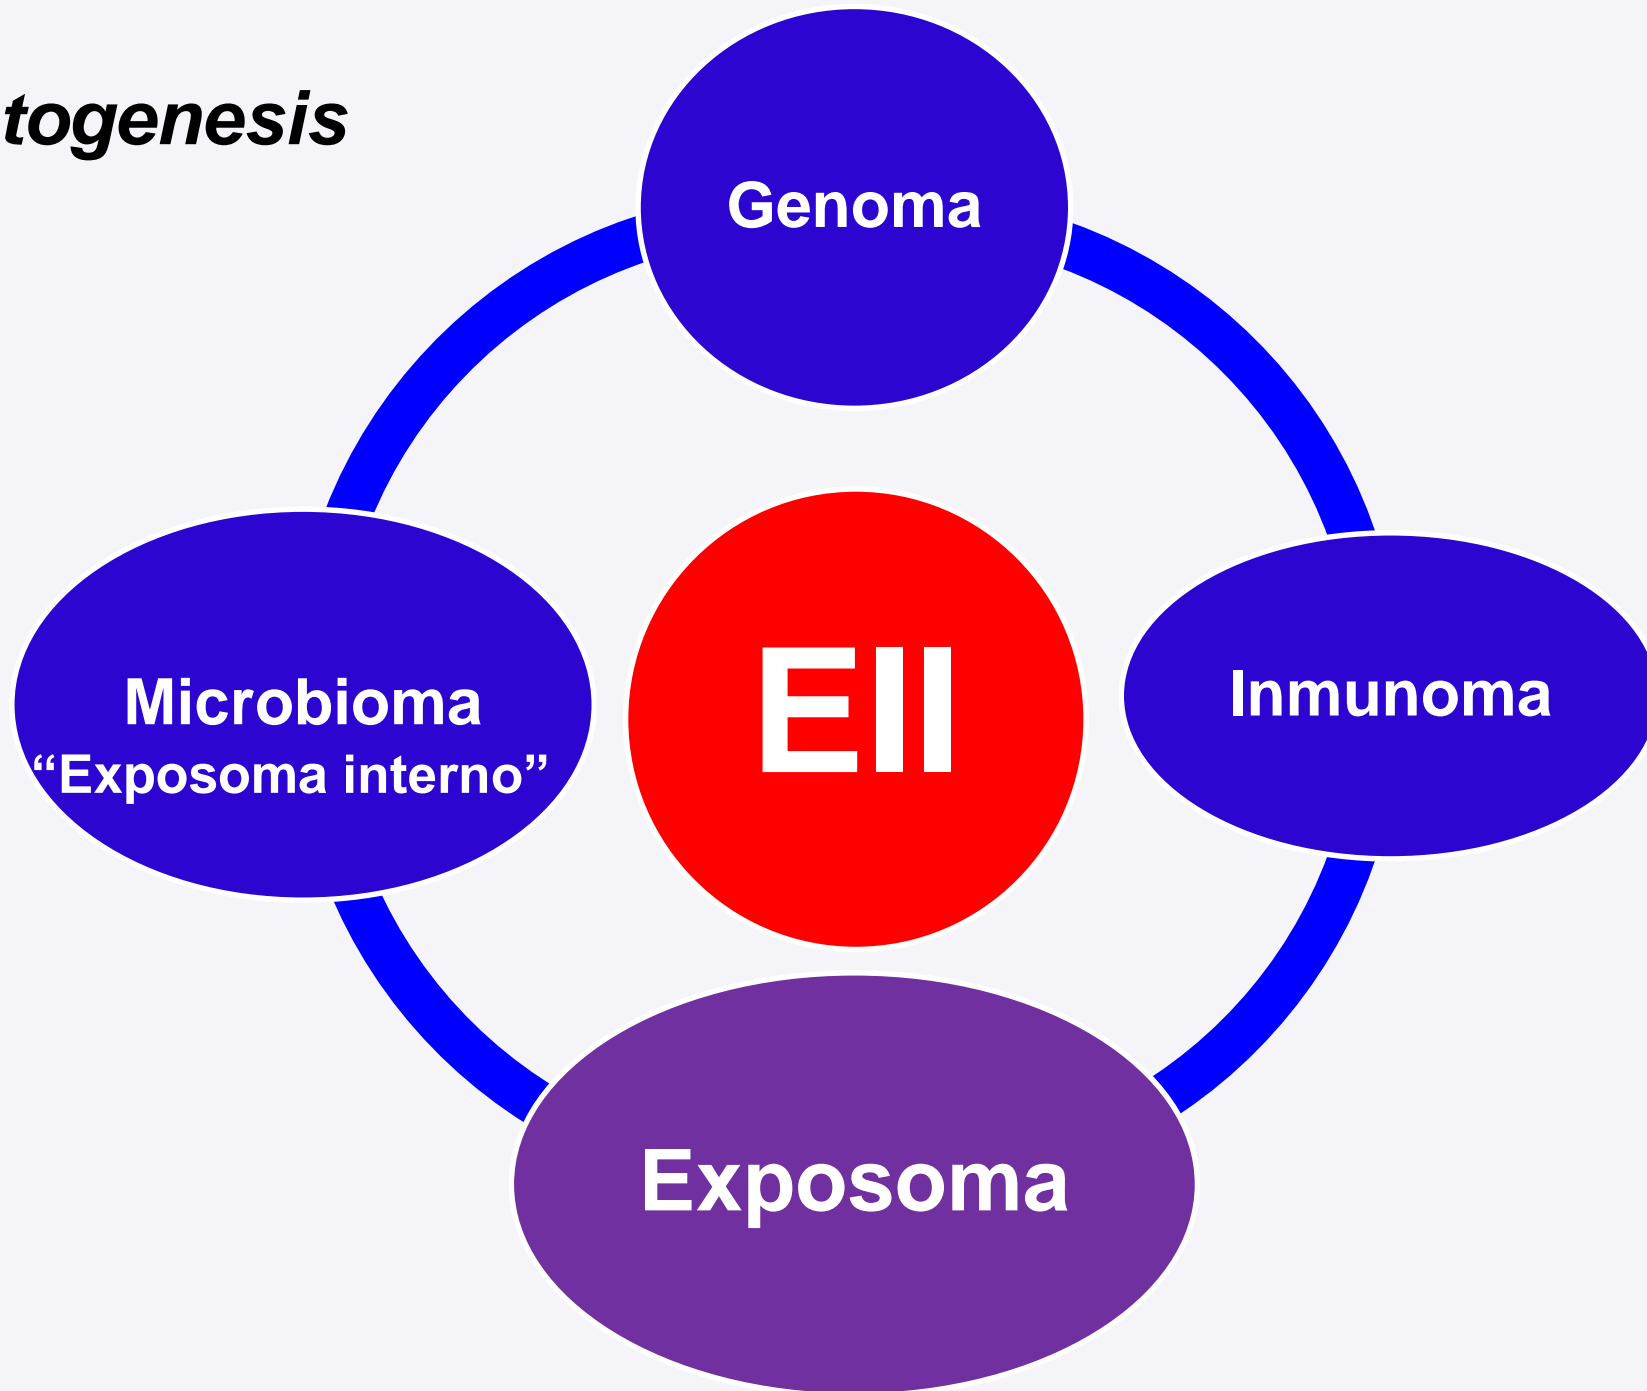 togenesis
Genoma
Microbioma
“Exposoma interno”
EII
Inmunoma
Exposoma